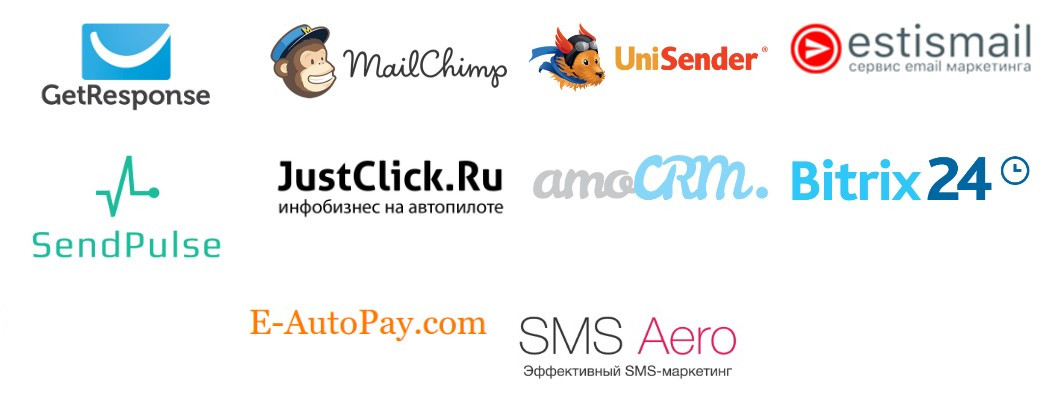 GetResponse
MailChimp
UniSender®
estismail
сервис email маркетинга
SendPulse
JustClick.Ru
инфобизнес на автопилоте
amoCRM.
Bitrix24
E-AutoPay.com
SMS Aero
Эффективный SMS-маркетинг